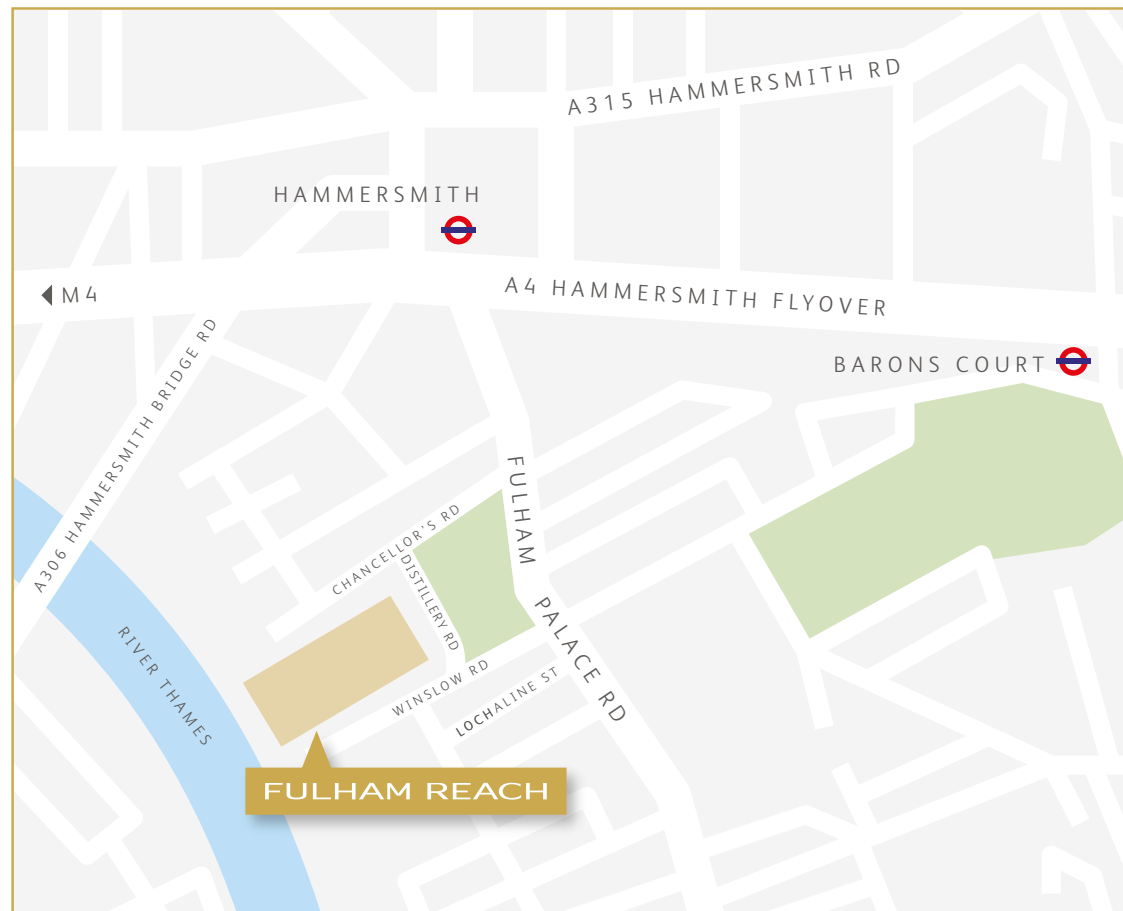 A315 HAMMERSMITH RD
HAMMERSMITH
M4
A4 HAMMERSMITH FLYOVER
BARONS COURT
A306 HAMMERSMITH BRIDGE RD
FULHAM PALACE RD
CHANCELLOR'S RD
DISTILLERY RD
RIVER THAMES
WINSLOW RD
LOCHALINE ST
FULHAM REACH